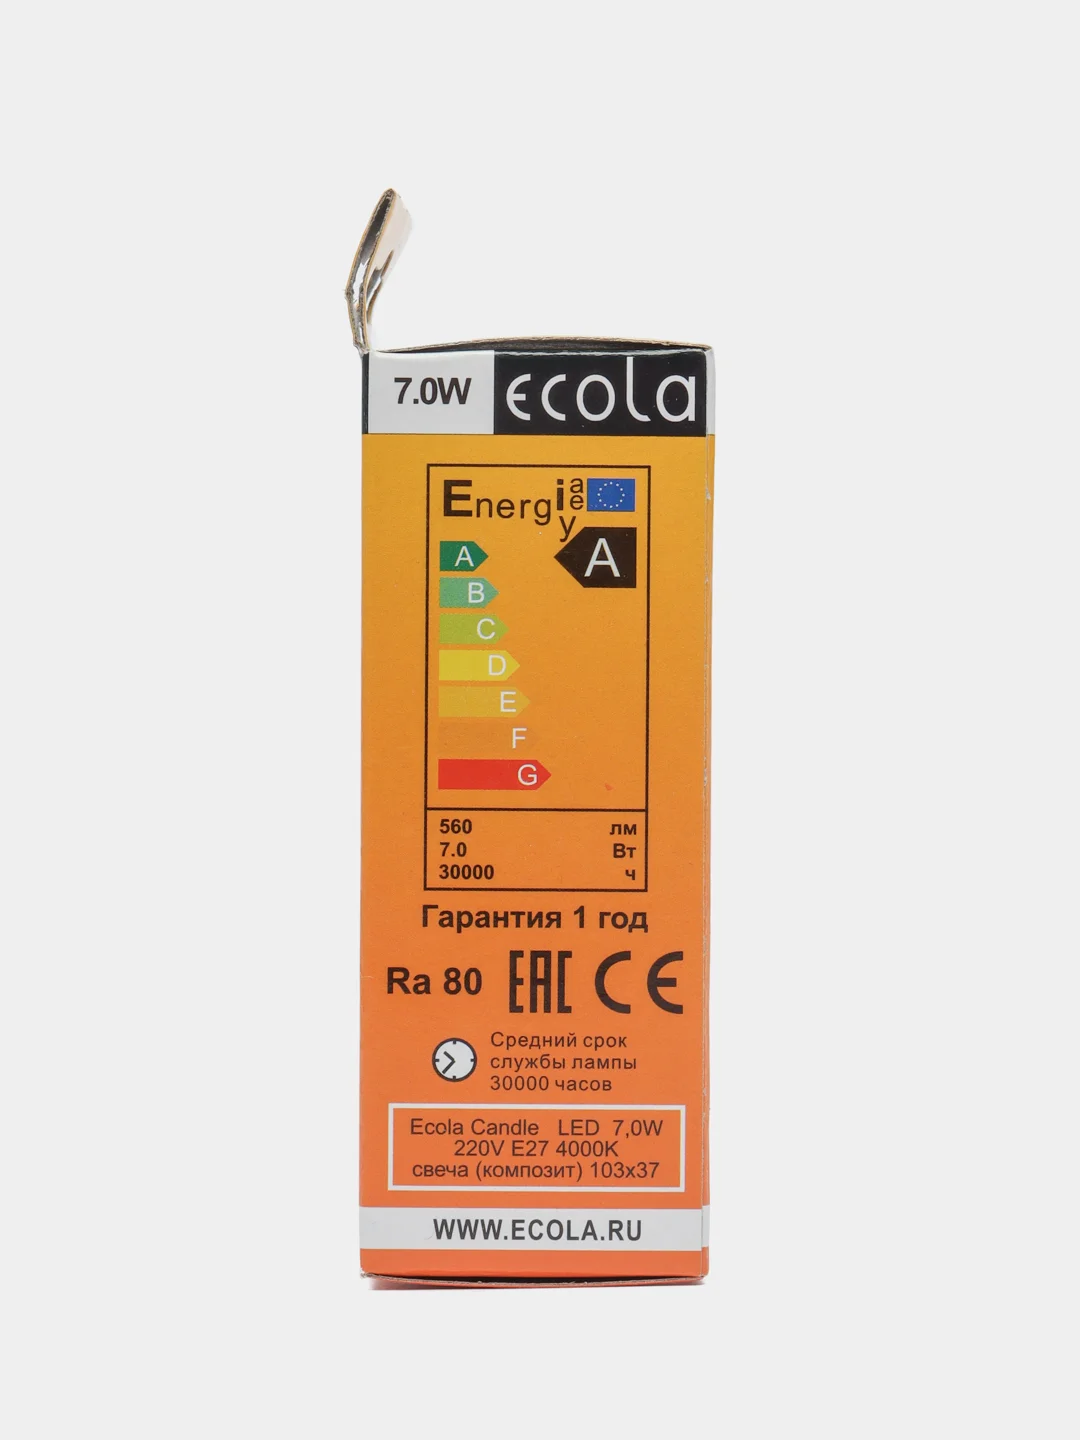 7.0W ecola
Energi a
e
y
A
A
B
C
D
E
F
G
560 лм
7.0 Вт
30000 ч
Гарантия 1 год
Ra 80 EAC CE
Средний срок
службы лампы
30000 часов
Ecola Candle LED 7,0W
220V E27 4000K
свеча (композит) 103x37
WWW.ECOLA.RU